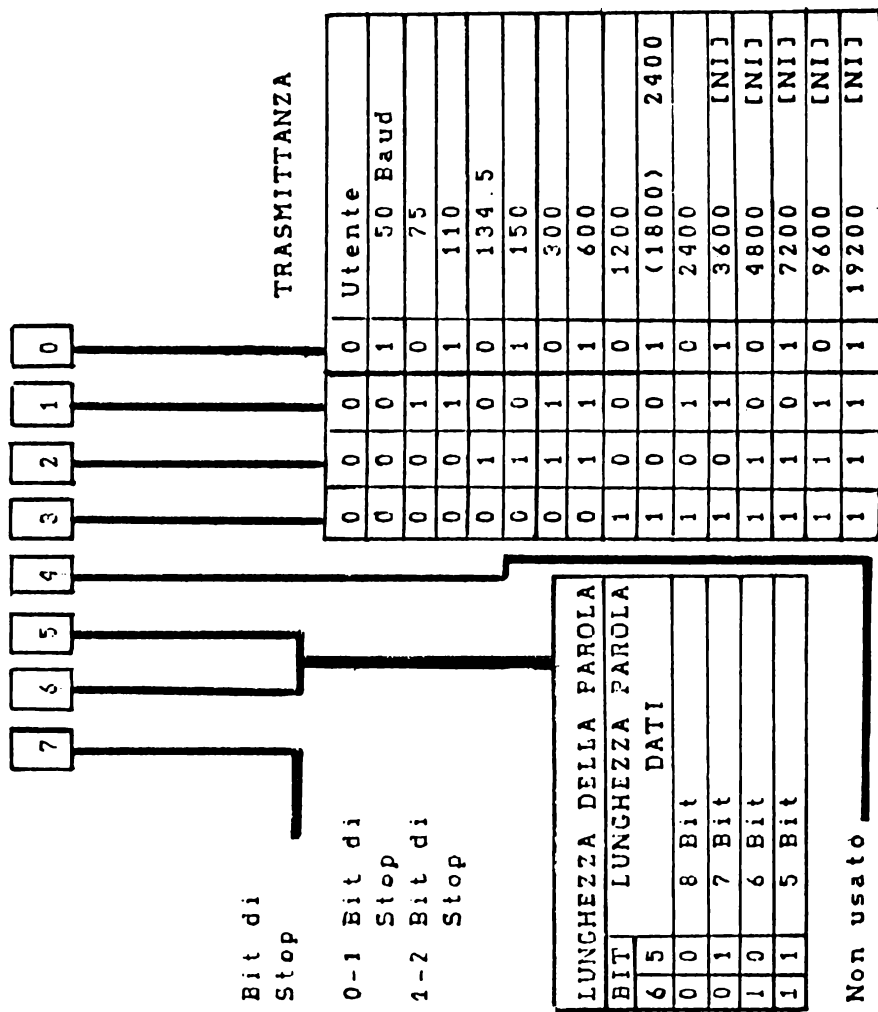 7 6 5 4 3 2 1 0
Bit di
Stop
0-1 Bit di
Stop
1-2 Bit di
Stop
TRASMITTANZA
0 0 0 0 Utente
0 0 0 1 50 Baud
0 0 1 0 75
0 0 1 1 110
0 1 0 0 134.5
0 1 0 1 150
0 1 1 0 300
0 1 1 1 600
1 0 0 0 1200
1 0 0 1 (1800) 2400
1 0 1 0 2400
1 0 1 1 3600 [NI]
1 1 0 0 4800 [NI]
1 1 0 1 7200 [NI]
1 1 1 0 9600 [NI]
1 1 1 1 19200 [NI]
LUNGHEZZA DELLA PAROLA
BIT LUNGHEZZA PAROLA
6 5 DATI
0 0 8 Bit
0 1 7 Bit
1 0 6 Bit
1 1 5 Bit
Non usato